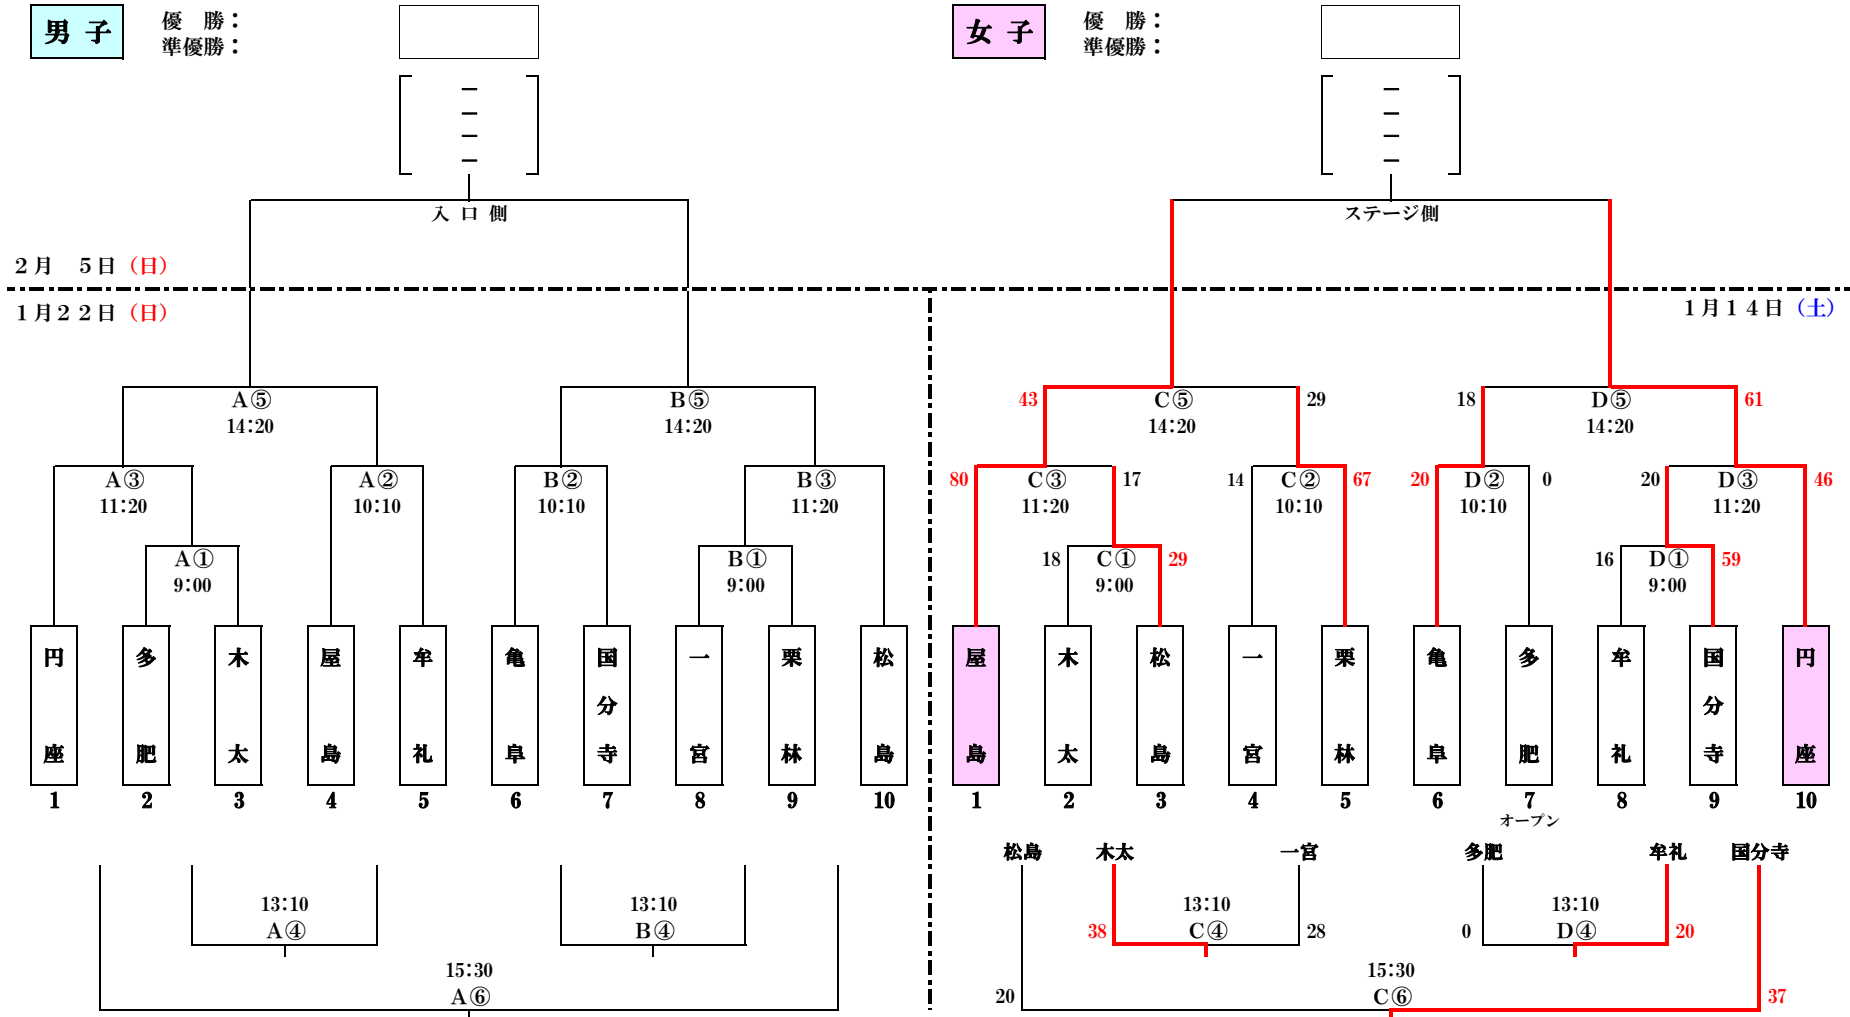 男 子
優　勝：
準優勝：
－
－
－
－
入 口 側
２月　５日（日）
１月２２日（日）
A⑤
14：20
B⑤
14：20
A③
11：20
A②
10：10
B②
10：10
B③
11：20
A①
9：00
B①
9：00
円座
多肥
木太
屋島
牟礼
亀阜
国分寺
一宮
栗林
松島
1 2 3 4 5 6 7 8 9 10
13：10
A④
13：10
B④
15：30
A⑥
女 子
優　勝：
準優勝：
－
－
－
－
ステージ側
１月１４日（土）
43 C⑤ 29
14：20
18 D⑤ 61
14：20
80 C③ 17
11：20
14 C② 67
10：10
20 D② 0
10：10
20 D③ 46
11：20
18 C① 29
9：00
16 D① 59
9：00
屋島
木太
松島
一宮
栗林
亀阜
多肥
牟礼
国分寺
円座
1 2 3 4 5 6 7 8 9 10
オープン
松島 木太 一宮 多肥 牟礼 国分寺
13：10
38 C④ 28
13：10
0 D④ 20
15：30
20 C⑥ 37